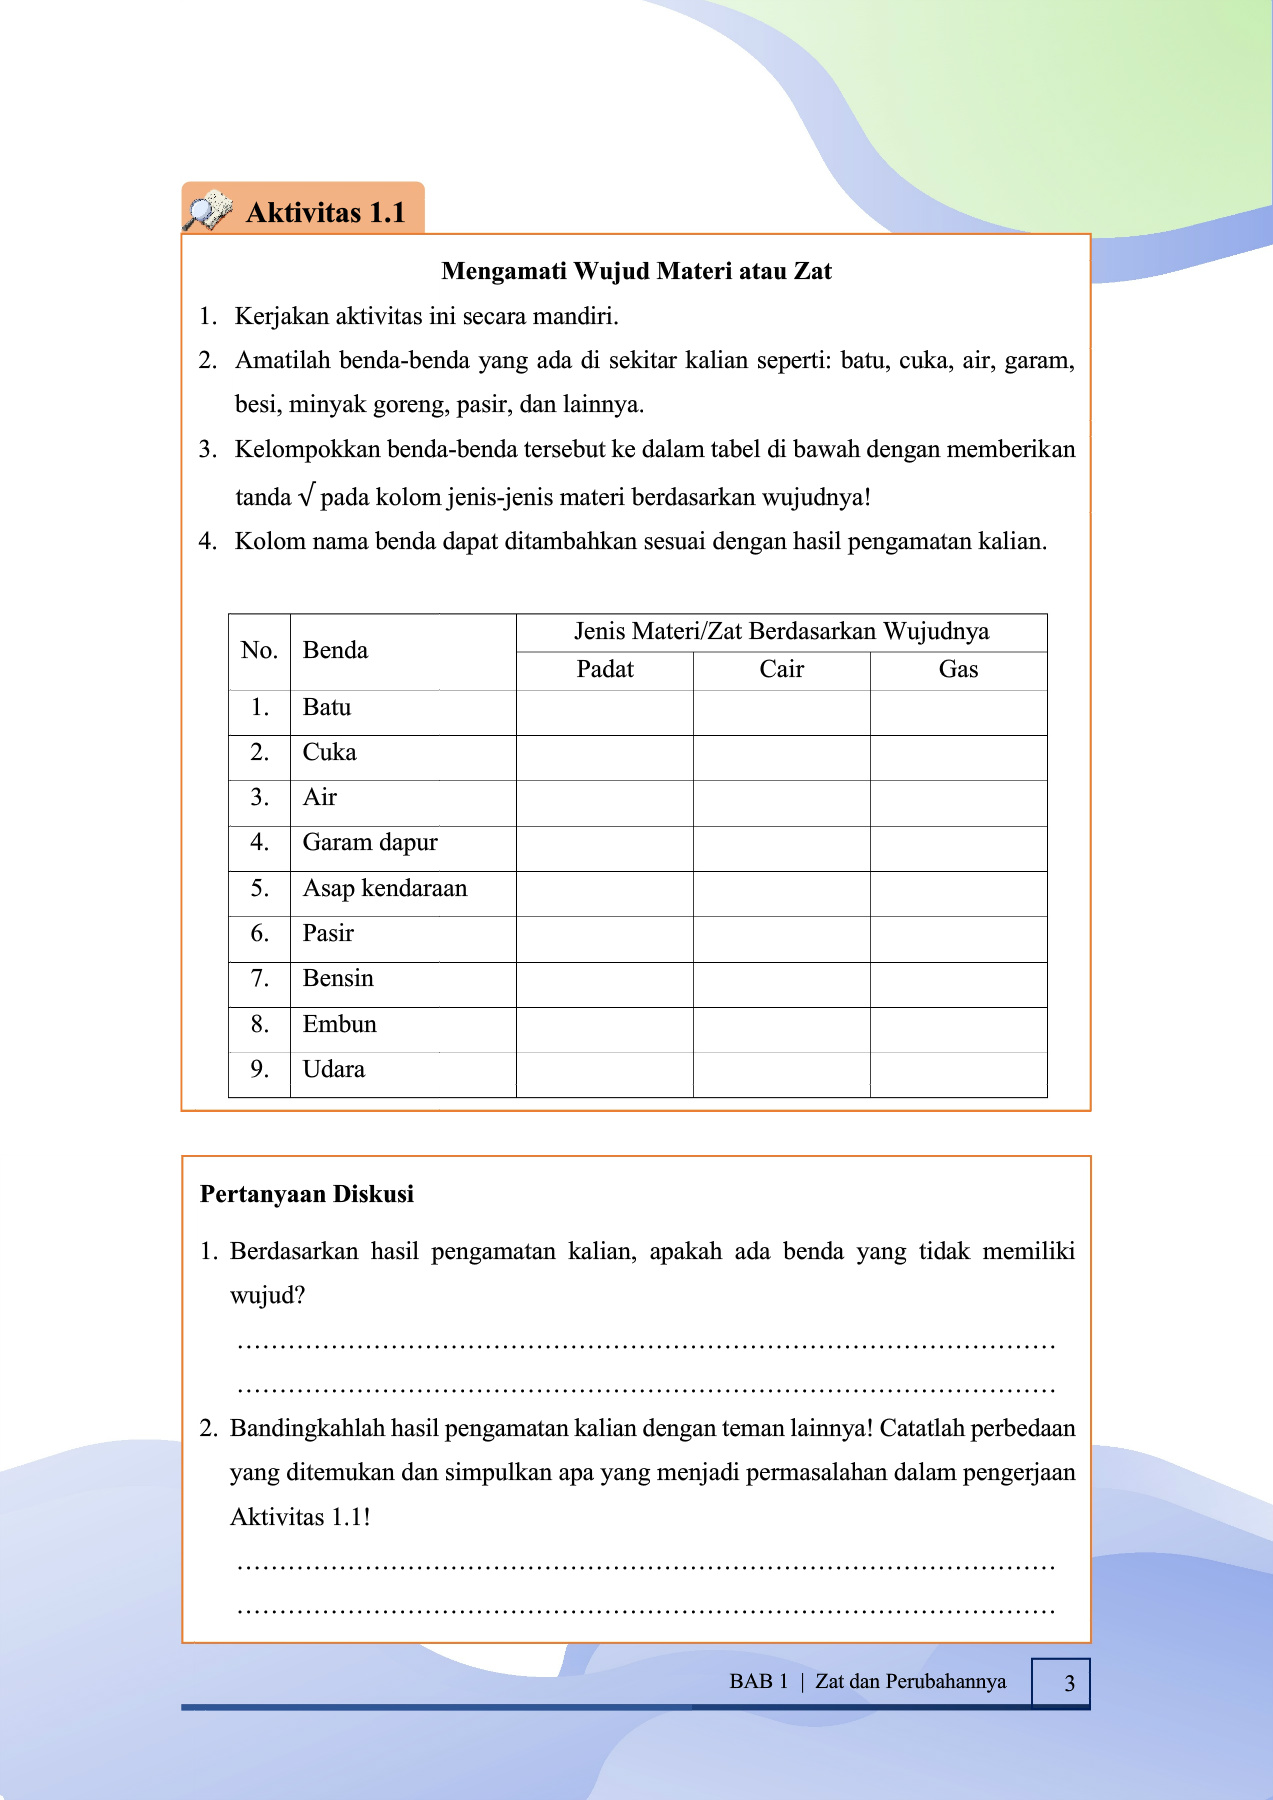 Aktivitas 1.1
Mengamati Wujud Materi atau Zat
1. Kerjakan aktivitas ini secara mandiri.
2. Amatilah benda-benda yang ada di sekitar kalian seperti: batu, cuka, air, garam,
besi, minyak goreng, pasir, dan lainnya.
3. Kelompokkan benda-benda tersebut ke dalam tabel di bawah dengan memberikan
tanda √ pada kolom jenis-jenis materi berdasarkan wujudnya!
4. Kolom nama benda dapat ditambahkan sesuai dengan hasil pengamatan kalian.
No. Benda Jenis Materi/Zat Berdasarkan Wujudnya
Padat Cair Gas
1. Batu
2. Cuka
3. Air
4. Garam dapur
5. Asap kendaraan
6. Pasir
7. Bensin
8. Embun
9. Udara
Pertanyaan Diskusi
1. Berdasarkan hasil pengamatan kalian, apakah ada benda yang tidak memiliki
wujud?
................................................................................................
................................................................................................
2. Bandingkahlah hasil pengamatan kalian dengan teman lainnya! Catatlah perbedaan
yang ditemukan dan simpulkan apa yang menjadi permasalahan dalam pengerjaan
Aktivitas 1.1!
................................................................................................
................................................................................................
BAB 1 | Zat dan Perubahannya 3